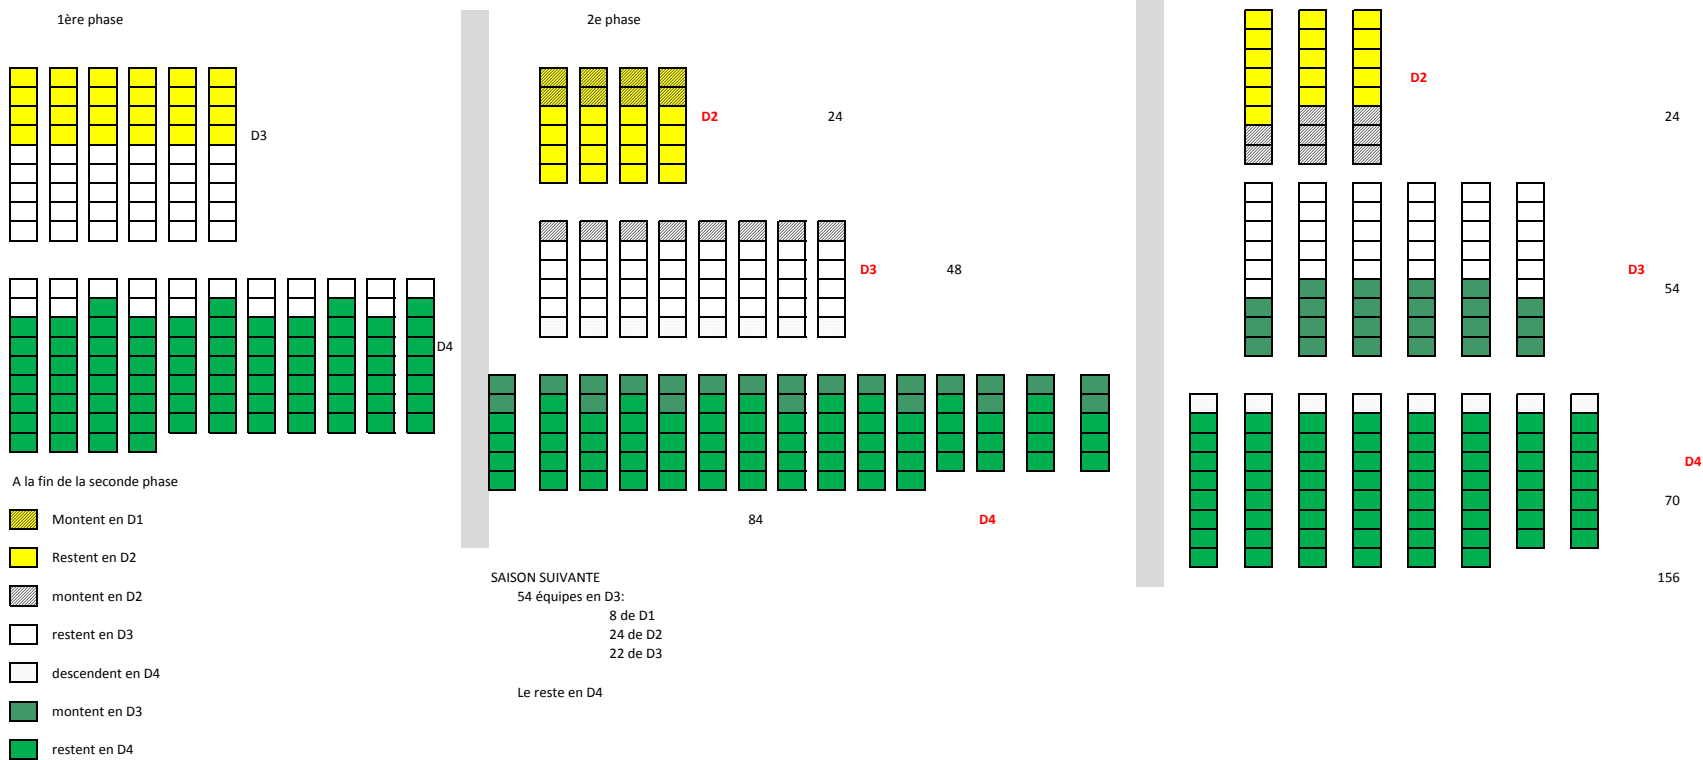 1ère phase
2e phase
D3
D4
D2
24
D3
48
84
D4
D2
24
D3
54
D4
70
156
A la fin de la seconde phase
Montent en D1
Restent en D2
montent en D2
restent en D3
descendent en D4
montent en D3
restent en D4
SAISON SUIVANTE
54 équipes en D3:
8 de D1
24 de D2
22 de D3
Le reste en D4